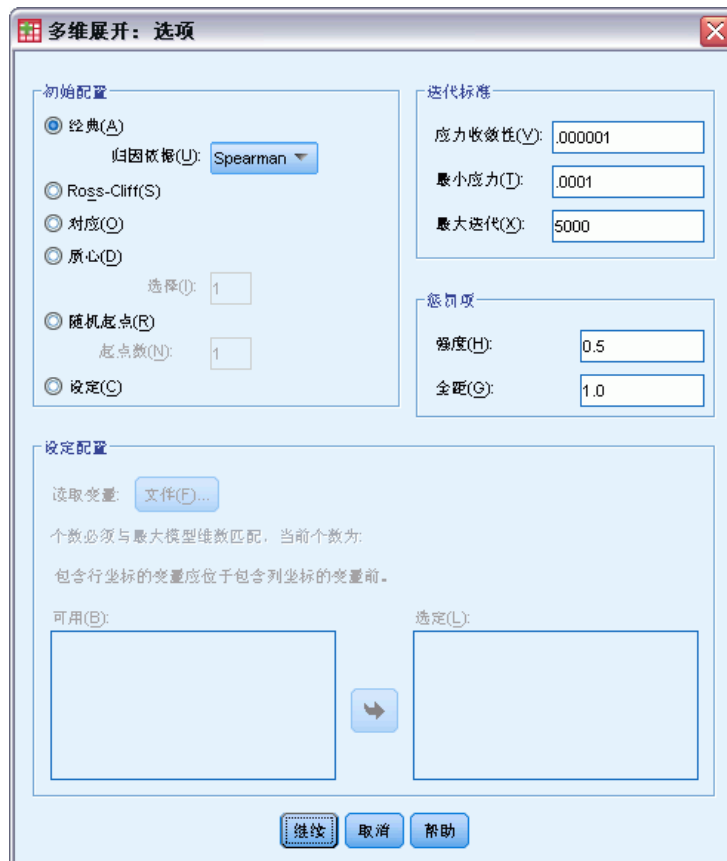 多维展开：选项
初始配置
经典(A)
归因依据(U): Spearman
Ross-Cliff(S)
对应(O)
质心(D)
选择(I): 1
随机起点(R)
起点数(N): 1
设定(C)
迭代标准
应力收敛性(V): .000001
最小应力(T): .0001
最大迭代(X): 5000
惩罚项
强度(H): 0.5
全距(G): 1.0
设定配置
读取变量: 文件(F)...
个数必须与最大模型维数匹配，当前个数为:
包含行坐标的变量应位于包含列坐标的变量前。
可用(B):
选定(L):
继续 取消 帮助